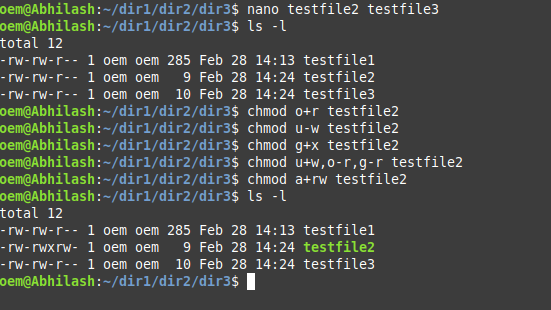 oem@Abhilash:~/dir1/dir2/dir3$ nano testfile2 testfile3
oem@Abhilash:~/dir1/dir2/dir3$ ls -l
total 12
-rw-rw-r-- 1 oem oem 285 Feb 28 14:13 testfile1
-rw-rw-r-- 1 oem oem   9 Feb 28 14:24 testfile2
-rw-rw-r-- 1 oem oem  10 Feb 28 14:24 testfile3
oem@Abhilash:~/dir1/dir2/dir3$ chmod o+r testfile2
oem@Abhilash:~/dir1/dir2/dir3$ chmod u-w testfile2
oem@Abhilash:~/dir1/dir2/dir3$ chmod g+x testfile2
oem@Abhilash:~/dir1/dir2/dir3$ chmod u+w,o-r,g-r testfile2
oem@Abhilash:~/dir1/dir2/dir3$ chmod a+rw testfile2
oem@Abhilash:~/dir1/dir2/dir3$ ls -l
total 12
-rw-rw-r-- 1 oem oem 285 Feb 28 14:13 testfile1
-rw-rwxrw- 1 oem oem   9 Feb 28 14:24 testfile2
-rw-rw-r-- 1 oem oem  10 Feb 28 14:24 testfile3
oem@Abhilash:~/dir1/dir2/dir3$